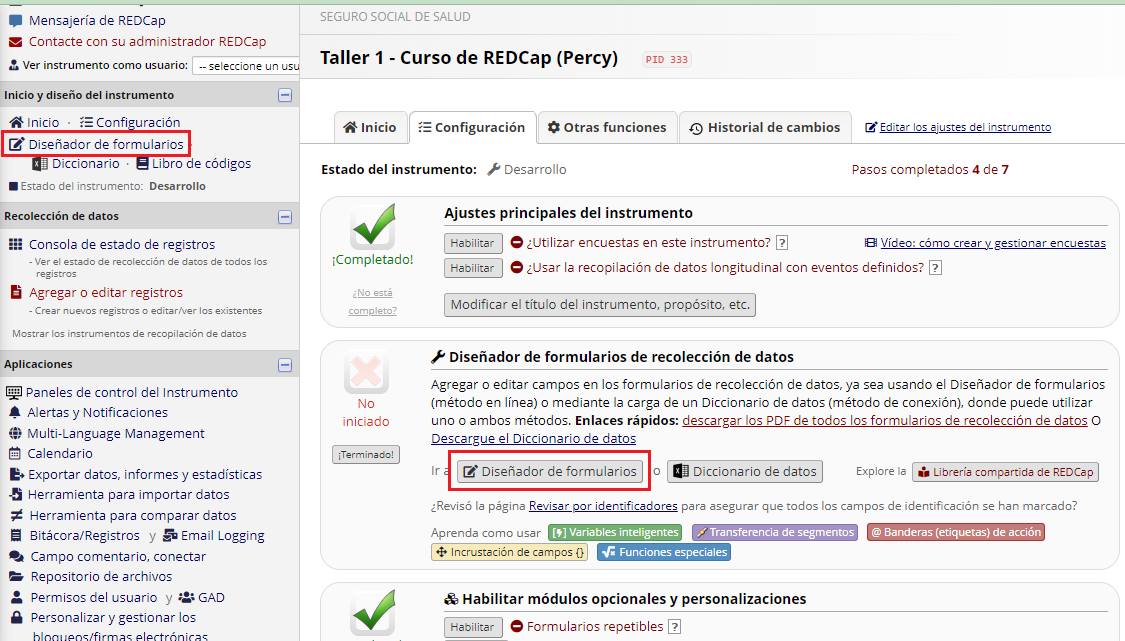 Mensajería de REDCap
Contacte con su administrador REDCap
Ver instrumento como usuario: -- seleccione un usu
Inicio y diseño del instrumento
Inicio · Configuración
Diseñador de formularios
Diccionario · Libro de códigos
Estado del instrumento: Desarrollo
Recolección de datos
Consola de estado de registros
- Ver el estado de recolección de datos de todos los
registros
Agregar o editar registros
- Crear nuevos registros o editar/ver los existentes
Mostrar los instrumentos de recopilación de datos
Aplicaciones
Paneles de control del Instrumento
Alertas y Notificaciones
Multi-Language Management
Calendario
Exportar datos, informes y estadísticas
Herramienta para importar datos
Herramienta para comparar datos
Bitácora/Registros y Email Logging
Campo comentario, conectar
Repositorio de archivos
Permisos del usuario y GAD
Personalizar y gestionar los
bloqueos/firmas electrónicas
SEGURO SOCIAL DE SALUD
Taller 1 - Curso de REDCap (Percy) PID 333
Inicio Configuración Otras funciones Historial de cambios Editar los ajustes del instrumento
Estado del instrumento: Desarrollo Pasos completados 4 de 7
¡Completado!
¿No está
completo?
Ajustes principales del instrumento
Habilitar ¿Utilizar encuestas en este instrumento? ? Vídeo: cómo crear y gestionar encuestas
Habilitar ¿Usar la recopilación de datos longitudinal con eventos definidos? ?
Modificar el título del instrumento, propósito, etc.
No
iniciado
¡Terminado!
Diseñador de formularios de recolección de datos
Agregar o editar campos en los formularios de recolección de datos, ya sea usando el Diseñador de formularios
(método en línea) o mediante la carga de un Diccionario de datos (método de conexión), donde puede utilizar
uno o ambos métodos. Enlaces rápidos: descargar los PDF de todos los formularios de recolección de datos O
Descargue el Diccionario de datos
Ir a Diseñador de formularios o Diccionario de datos Explore la Librería compartida de REDCap
¿Revisó la página Revisar por identificadores para asegurar que todos los campos de identificación se han marcado?
Aprenda como usar [⚡] Variables inteligentes Transferencia de segmentos @ Banderas (etiquetas) de acción
Incrustación de campos {} Funciones especiales
Habilitar módulos opcionales y personalizaciones
Habilitar Formularios repetibles ?